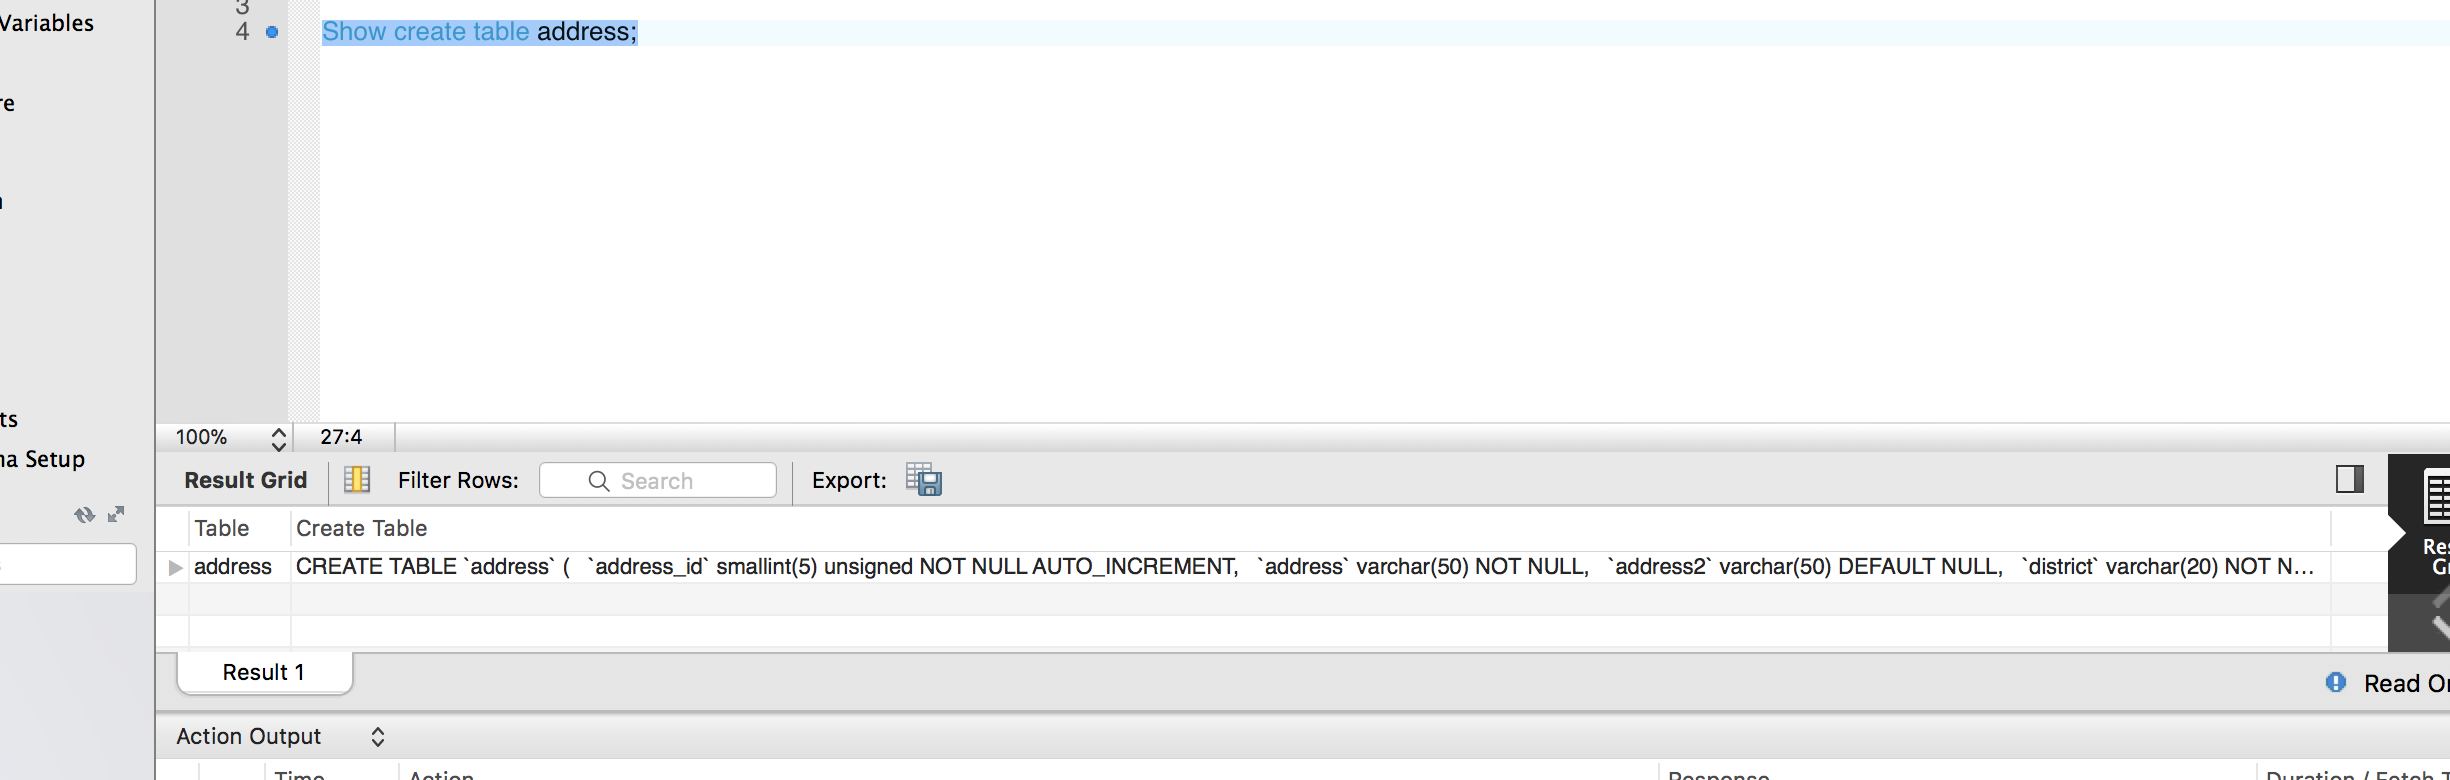 Variables
3
4 Show create table address;
re
ts
na Setup
100% 27:4
Result Grid Filter Rows: Search Export:
Table Create Table
address CREATE TABLE `address` ( `address_id` smallint(5) unsigned NOT NULL AUTO_INCREMENT, `address` varchar(50) NOT NULL, `address2` varchar(50) DEFAULT NULL, `district` varchar(20) NOT N...
Res
G
Result 1
Read On
Action Output
Time Action Response Duration / Fetch T